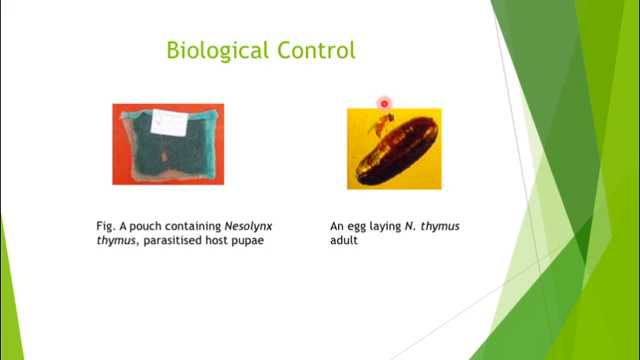 Biological Control
Fig. A pouch containing Nesolynx
thymus, parasitised host pupae
An egg laying N. thymus
adult